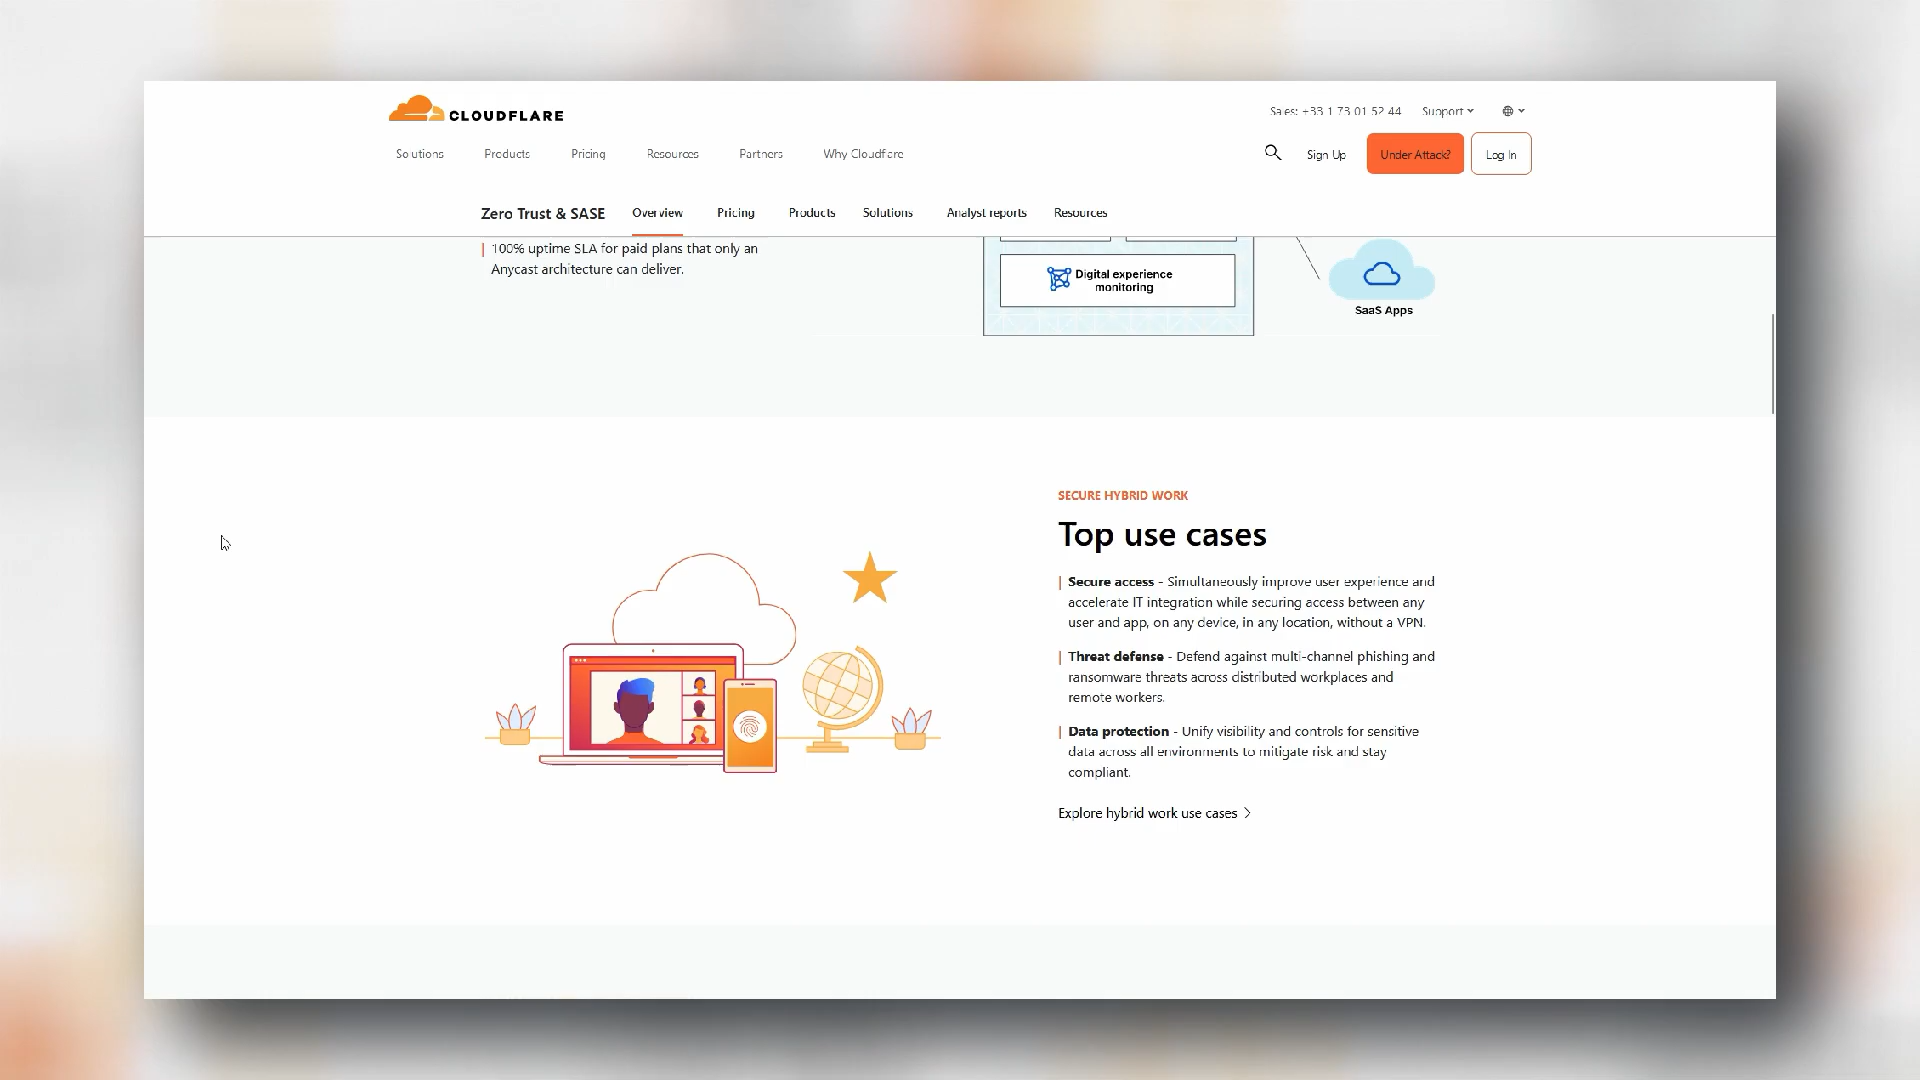 CLOUDFLARE
Sales: +33 1 73 01 52 44
Support
Solutions
Products
Pricing
Resources
Partners
Why Cloudflare
Sign Up
Under Attack?
Log In
Zero Trust & SASE
Overview
Pricing
Products
Solutions
Analyst reports
Resources
100% uptime SLA for paid plans that only an
Anycast architecture can deliver.
Digital experience
monitoring
SaaS Apps
SECURE HYBRID WORK
Top use cases
Secure access - Simultaneously improve user experience and
accelerate IT integration while securing access between any
user and app, on any device, in any location, without a VPN.
Threat defense - Defend against multi-channel phishing and
ransomware threats across distributed workplaces and
remote workers.
Data protection - Unify visibility and controls for sensitive
data across all environments to mitigate risk and stay
compliant.
Explore hybrid work use cases